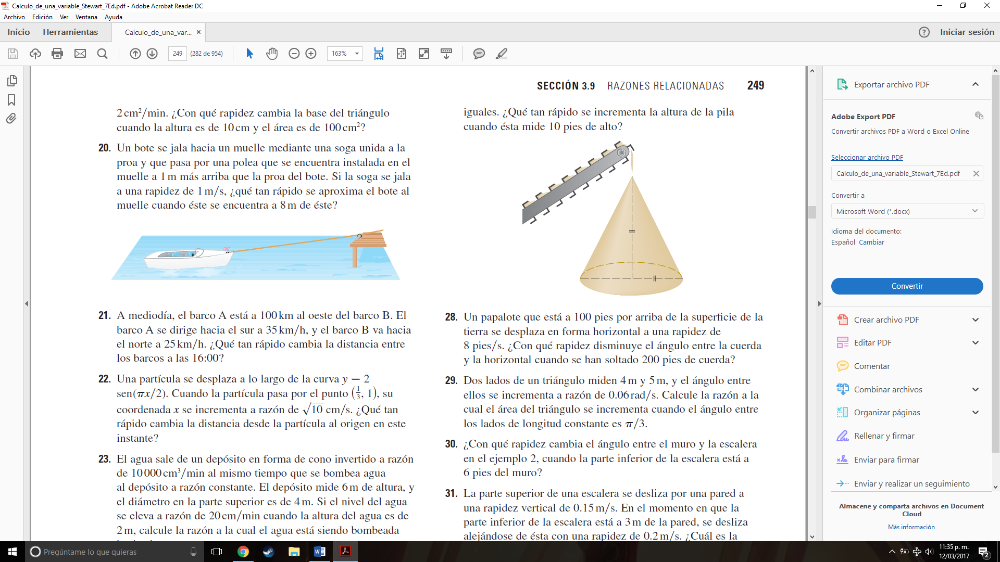 Calculo_de_una_variable_Stewart_7Ed.pdf - Adobe Acrobat Reader DC
Archivo Edición Ver Ventana Ayuda
Inicio Herramientas Calculo_de_una_var... × ? Iniciar sesión
249 (282 de 954) 163%
SECCIÓN 3.9 RAZONES RELACIONADAS 249
2 cm²/min. ¿Con qué rapidez cambia la base del triángulo
cuando la altura es de 10 cm y el área es de 100 cm²?
20. Un bote se jala hacia un muelle mediante una soga unida a la
proa y que pasa por una polea que se encuentra instalada en el
muelle a 1 m más arriba que la proa del bote. Si la soga se jala
a una rapidez de 1 m/s, ¿qué tan rápido se aproxima el bote al
muelle cuando éste se encuentra a 8 m de éste?
21. A mediodía, el barco A está a 100 km al oeste del barco B. El
barco A se dirige hacia el sur a 35 km/h, y el barco B va hacia
el norte a 25 km/h. ¿Qué tan rápido cambia la distancia entre
los barcos a las 16:00?
22. Una partícula se desplaza a lo largo de la curva y = 2
sen(πx/2). Cuando la partícula pasa por el punto (1/3, 1), su
coordenada x se incrementa a razón de √10 cm/s. ¿Qué tan
rápido cambia la distancia desde la partícula al origen en este
instante?
23. El agua sale de un depósito en forma de cono invertido a razón
de 10 000 cm³/min al mismo tiempo que se bombea agua
al depósito a razón constante. El depósito mide 6 m de altura, y
el diámetro en la parte superior es de 4 m. Si el nivel del agua
se eleva a razón de 20 cm/min cuando la altura del agua es de
2 m, calcule la razón a la cual el agua está siendo bombeada
iguales. ¿Qué tan rápido se incrementa la altura de la pila
cuando ésta mide 10 pies de alto?
28. Un papalote que está a 100 pies por arriba de la superficie de la
tierra se desplaza en forma horizontal a una rapidez de
8 pies/s. ¿Con qué rapidez disminuye el ángulo entre la cuerda
y la horizontal cuando se han soltado 200 pies de cuerda?
29. Dos lados de un triángulo miden 4 m y 5 m, y el ángulo entre
ellos se incrementa a razón de 0.06 rad/s. Calcule la razón a la
cual el área del triángulo se incrementa cuando el ángulo entre
los lados de longitud constante es π/3.
30. ¿Con qué rapidez cambia el ángulo entre el muro y la escalera
en el ejemplo 2, cuando la parte inferior de la escalera está a
6 pies del muro?
31. La parte superior de una escalera se desliza por una pared a
una rapidez vertical de 0.15 m/s. En el momento en que la
parte inferior de la escalera está a 3 m de la pared, se desliza
alejándose de ésta con una rapidez de 0.2 m/s. ¿Cuál es la
Exportar archivo PDF
Adobe Export PDF
Convertir archivos PDF a Word o Excel Online
Seleccionar archivo PDF
Calculo_de_una_variable_Stewart_7Ed.pdf
Convertir a
Microsoft Word (*.docx)
Idioma del documento:
Español Cambiar
Convertir
Crear archivo PDF
Editar PDF
Comentar
Combinar archivos
Organizar páginas
Rellenar y firmar
Enviar para firmar
Enviar y realizar un seguimiento
Almacene y comparta archivos en Document
Cloud
Más información
Pregúntame lo que quieras
11:35 p. m.
12/03/2017
2